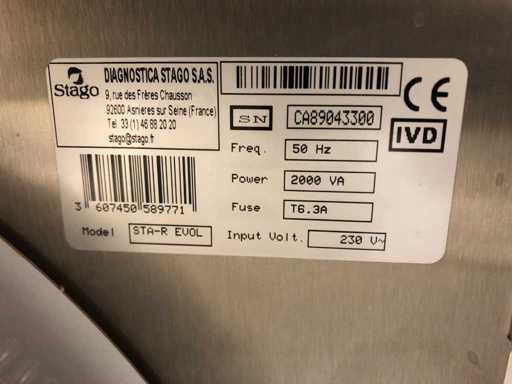 Stago
DIAGNOSTICA STAGO S.A.S.
9, rue des Frères Chausson
92600 Asnieres sur Seine (France)
Tel. 33 (1) 46 88 20 20
stago@stago.fr
CE
SN CA89043300
IVD
Freq. 50 Hz
Power 2000 VA
Fuse T6.3A
3 607450 589771
Model STA-R EVOL
Input Volt. 230 V~